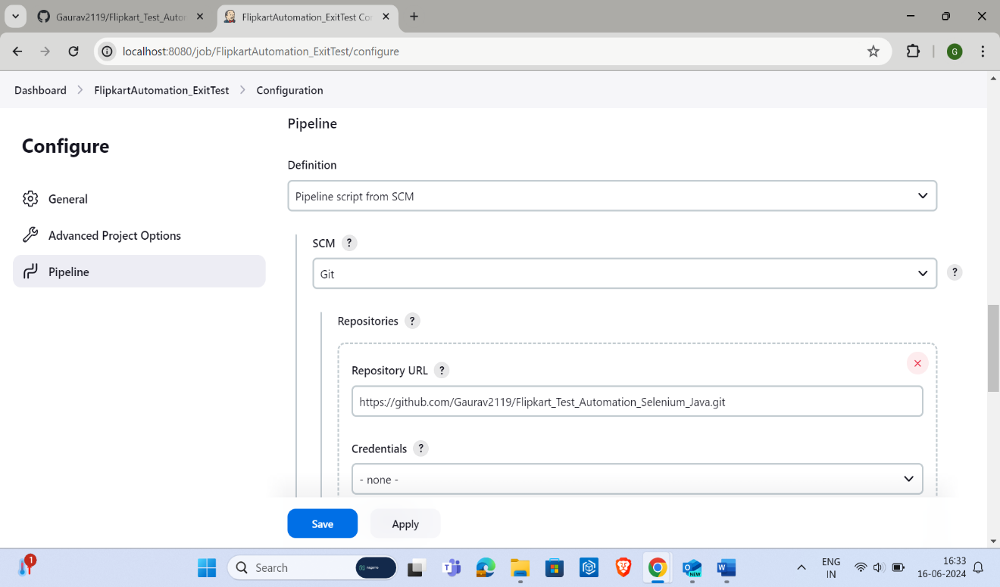 Gaurav2119/Flipkart_Test_Autor
FlipkartAutomation_ExitTest Co
localhost:8080/job/FlipkartAutomation_ExitTest/configure
G
Dashboard > FlipkartAutomation_ExitTest > Configuration
Configure
General
Advanced Project Options
Pipeline
Pipeline
Definition
Pipeline script from SCM
SCM ?
Git
?
Repositories ?
Repository URL ?
https://github.com/Gaurav2119/Flipkart_Test_Automation_Selenium_Java.git
Credentials ?
- none -
Save
Apply
1
Search
NEW
ENG
IN
16:33
16-06-2024